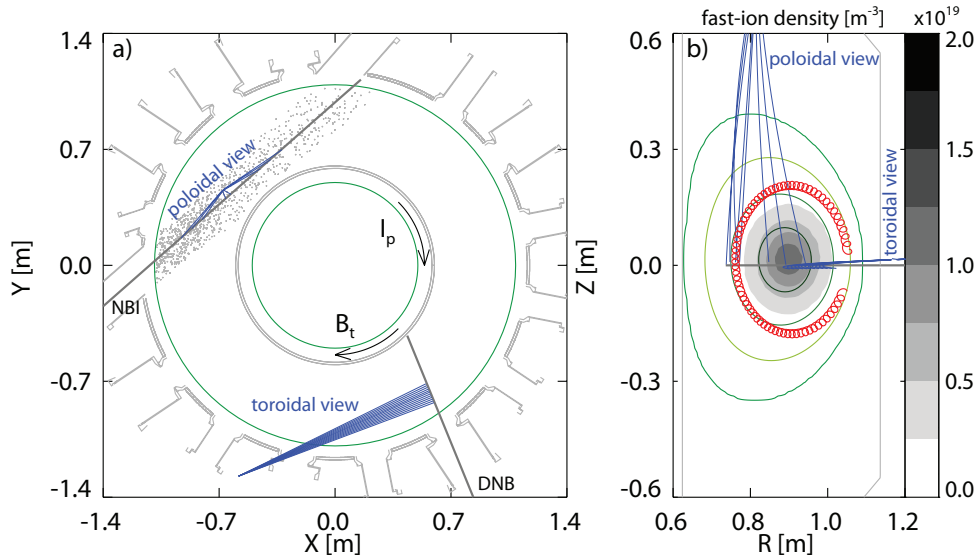 fast-ion density [m⁻³] x10¹⁹
a)
1.4
0.7
0.0
-0.7
-1.4
Y [m]
-1.4 -0.7 0.0 0.7 1.4
X [m]
poloidal view
NBI
Iₚ
Bₜ
toroidal view
DNB
b)
0.6
0.3
0.0
-0.3
-0.6
Z [m]
0.6 0.8 1.0 1.2
R [m]
poloidal view
toroidal view
2.0
1.5
1.0
0.5
0.0